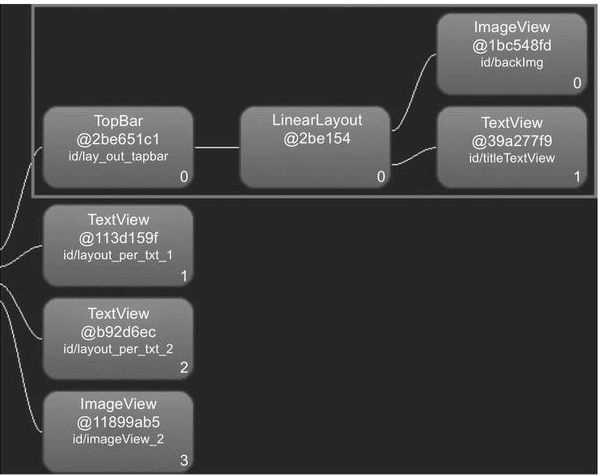 ImageView
@1bc548fd
id/backImg
0
TopBar
@2be651c1
id/lay_out_tapbar
0
LinearLayout
@2be154
0
TextView
@39a277f9
id/titleTextView
1
TextView
@113d159f
id/layout_per_txt_1
1
TextView
@b92d6ec
id/layout_per_txt_2
2
ImageView
@11899ab5
id/imageView_2
3